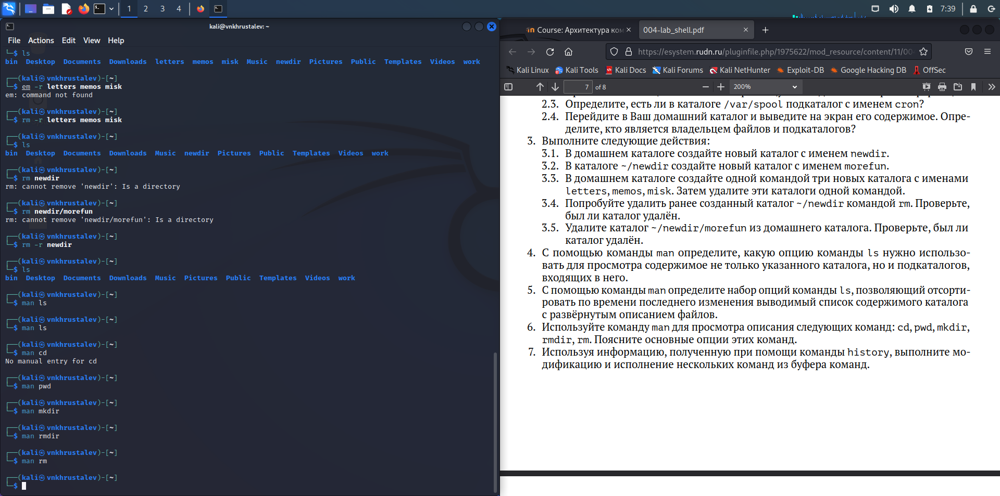 1 2 3 4 7:39
kali@vnkhrustalev: ~
File Actions Edit View Help
└─$ ls
bin Desktop Documents Downloads letters memos misk Music newdir Pictures Public Templates Videos work
┌──(kali㉿vnkhrustalev)-[~]
└─$ em -r letters memos misk
em: command not found
┌──(kali㉿vnkhrustalev)-[~]
└─$ rm -r letters memos misk
┌──(kali㉿vnkhrustalev)-[~]
└─$ ls
bin Desktop Documents Downloads Music newdir Pictures Public Templates Videos work
┌──(kali㉿vnkhrustalev)-[~]
└─$ rm newdir
rm: cannot remove 'newdir': Is a directory
┌──(kali㉿vnkhrustalev)-[~]
└─$ rm newdir/morefun
rm: cannot remove 'newdir/morefun': Is a directory
┌──(kali㉿vnkhrustalev)-[~]
└─$ rm -r newdir
┌──(kali㉿vnkhrustalev)-[~]
└─$ ls
bin Desktop Documents Downloads Music Pictures Public Templates Videos work
┌──(kali㉿vnkhrustalev)-[~]
└─$ man ls
┌──(kali㉿vnkhrustalev)-[~]
└─$ man ls
┌──(kali㉿vnkhrustalev)-[~]
└─$ man cd
No manual entry for cd
┌──(kali㉿vnkhrustalev)-[~]
└─$ man pwd
┌──(kali㉿vnkhrustalev)-[~]
└─$ man mkdir
┌──(kali㉿vnkhrustalev)-[~]
└─$ man rmdir
┌──(kali㉿vnkhrustalev)-[~]
└─$ man rm
┌──(kali㉿vnkhrustalev)-[~]
└─$
Course: Архитектура ком 004-lab_shell.pdf
https://esystem.rudn.ru/pluginfile.php/1975622/mod_resource/content/11/00
Kali Linux Kali Tools Kali Docs Kali Forums Kali NetHunter Exploit-DB Google Hacking DB OffSec
7 of 8 200%
2.3. Определите, есть ли в каталоге /var/spool подкаталог с именем cron?
2.4. Перейдите в Ваш домашний каталог и выведите на экран его содержимое. Опре-
делите, кто является владельцем файлов и подкаталогов?
3. Выполните следующие действия:
3.1. В домашнем каталоге создайте новый каталог с именем newdir.
3.2. В каталоге ~/newdir создайте новый каталог с именем morefun.
3.3. В домашнем каталоге создайте одной командой три новых каталога с именами
letters, memos, misk. Затем удалите эти каталоги одной командой.
3.4. Попробуйте удалить ранее созданный каталог ~/newdir командой rm. Проверьте,
был ли каталог удалён.
3.5. Удалите каталог ~/newdir/morefun из домашнего каталога. Проверьте, был ли
каталог удалён.
4. С помощью команды man определите, какую опцию команды ls нужно использо-
вать для просмотра содержимое не только указанного каталога, но и подкаталогов,
входящих в него.
5. С помощью команды man определите набор опций команды ls, позволяющий отсорти-
ровать по времени последнего изменения выводимый список содержимого каталога
с развёрнутым описанием файлов.
6. Используйте команду man для просмотра описания следующих команд: cd, pwd, mkdir,
rmdir, rm. Поясните основные опции этих команд.
7. Используя информацию, полученную при помощи команды history, выполните мо-
дификацию и исполнение нескольких команд из буфера команд.